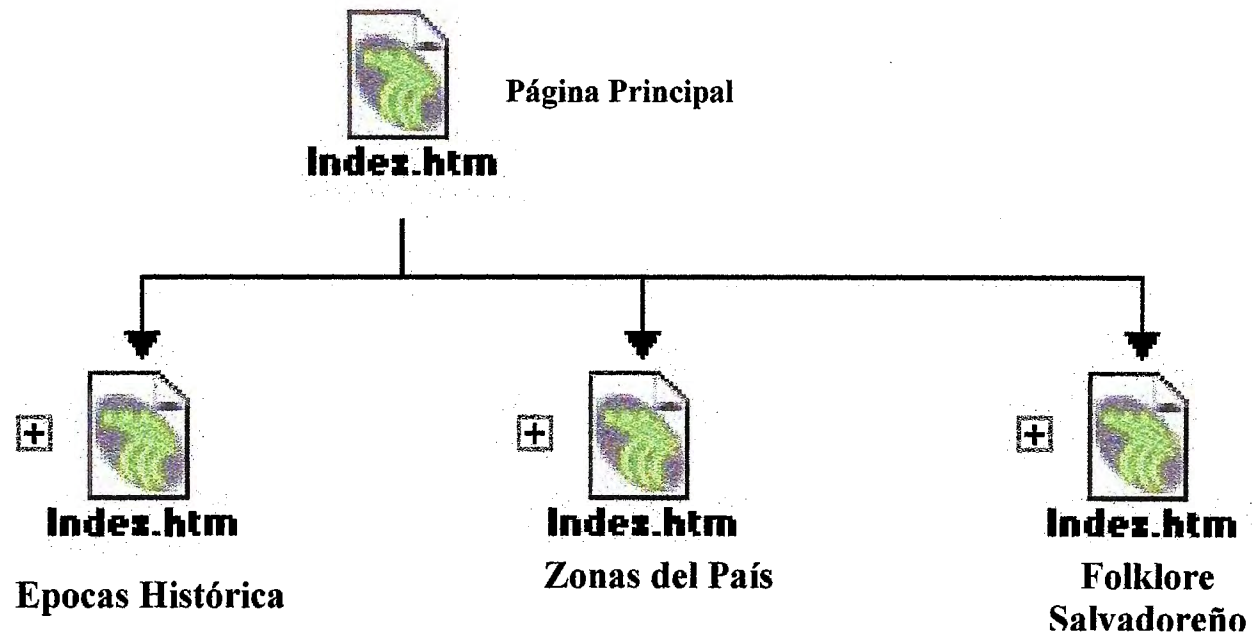 Página Principal
Index.htm
Index.htm
Index.htm
Index.htm
Epocas Histórica
Zonas del País
Folklore
Salvadoreño